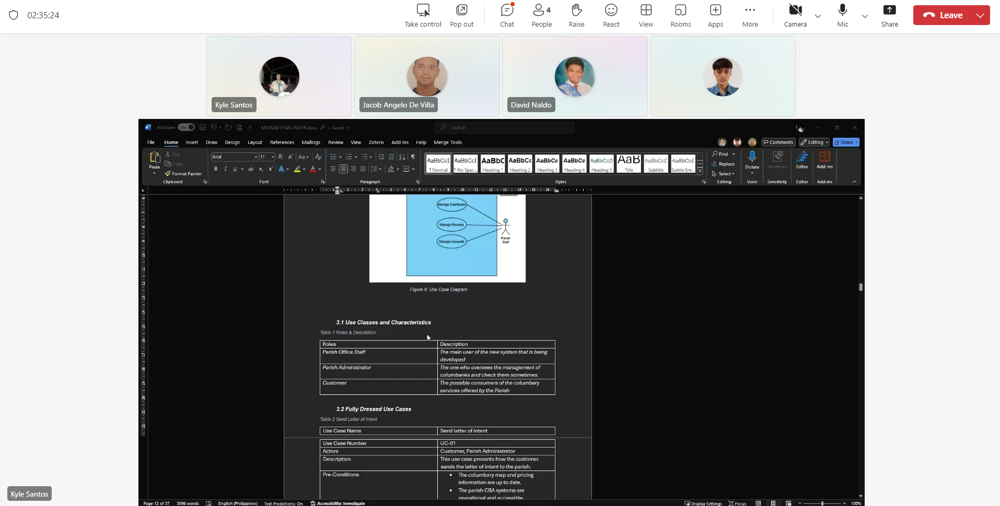 02:35:24
Take control
Pop out
Chat
4
People
Raise
React
View
Rooms
Apps
More
Camera
Mic
Share
Leave
Kyle Santos
Jacob Angelo De Villa
David Naldo
AutoSave On
MSYADD FINAL PAPER.docx • Saved
Search
File Home Insert Draw Design Layout References Mailings Review View Zotero Add-ins Help Merge Tools
Comments Editing Share
Paste
Cut
Copy
Format Painter
Clipboard
Arial 11
Font
Paragraph
AaBbCcD ¶ Normal
AaBbCcD ¶ No Spac...
AaBbC Heading 1
AaBbCc Heading 2
AaBbCc Heading 3
AaBbCc Heading 4
AaBbCcD Heading 5
AaB Title
AaBbCcD Subtitle
AaBbCcD Subtle Em...
Styles
Find
Replace
Select
Editing
Dictate
Voice
Sensitivity
Sensitivity
Editor
Editor
Add-ins
Add-ins
Administrator
Manage Dashboard
Manage Records
Manage Accounts
Parish
Staff
Figure 9: Use Case Diagram
3.1 Use Classes and Characteristics
Table 1 Roles & Description
Roles Description
Parish Office Staff The main user of the new system that is being
developed
Parish Administrator The one who oversees the management of
columbaries and check them sometimes.
Customer The possible consumers of the columbary
services offered by the Parish
3.2 Fully Dressed Use Cases
Table 2 Send Letter of Intent
Use Case Name Send letter of intent
Use Case Number UC-01
Actors Customer, Parish Administrator
Description This use case presents how the customer
sends the letter of intent to the parish.
Pre-Conditions • The columbary map and pricing
information are up to date.
• The parish CBA systems are
operational and accessible.
Kyle Santos
Page 12 of 37 3096 words English (Philippines) Text Predictions: On Accessibility: Investigate
Display Settings Focus 100%